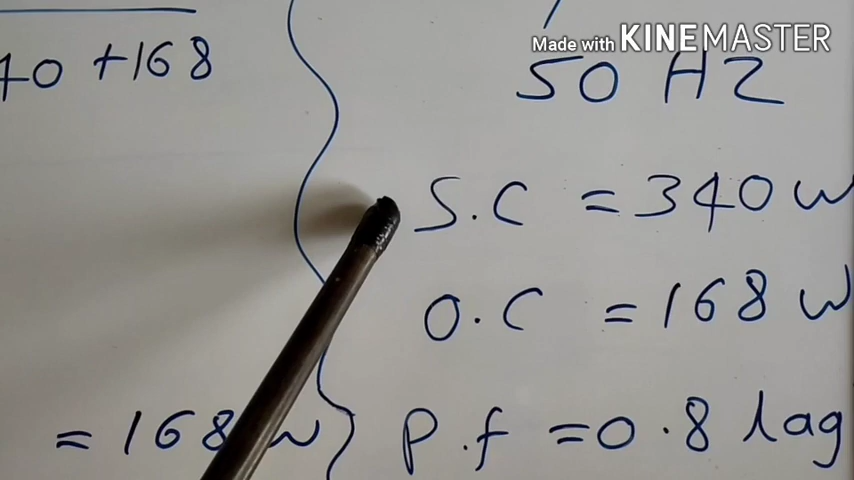 Made with KINEMASTER
40 +168
50 HZ
S.C = 340 W
O.C = 168 W
= 168 W
P.f = 0.8 lag